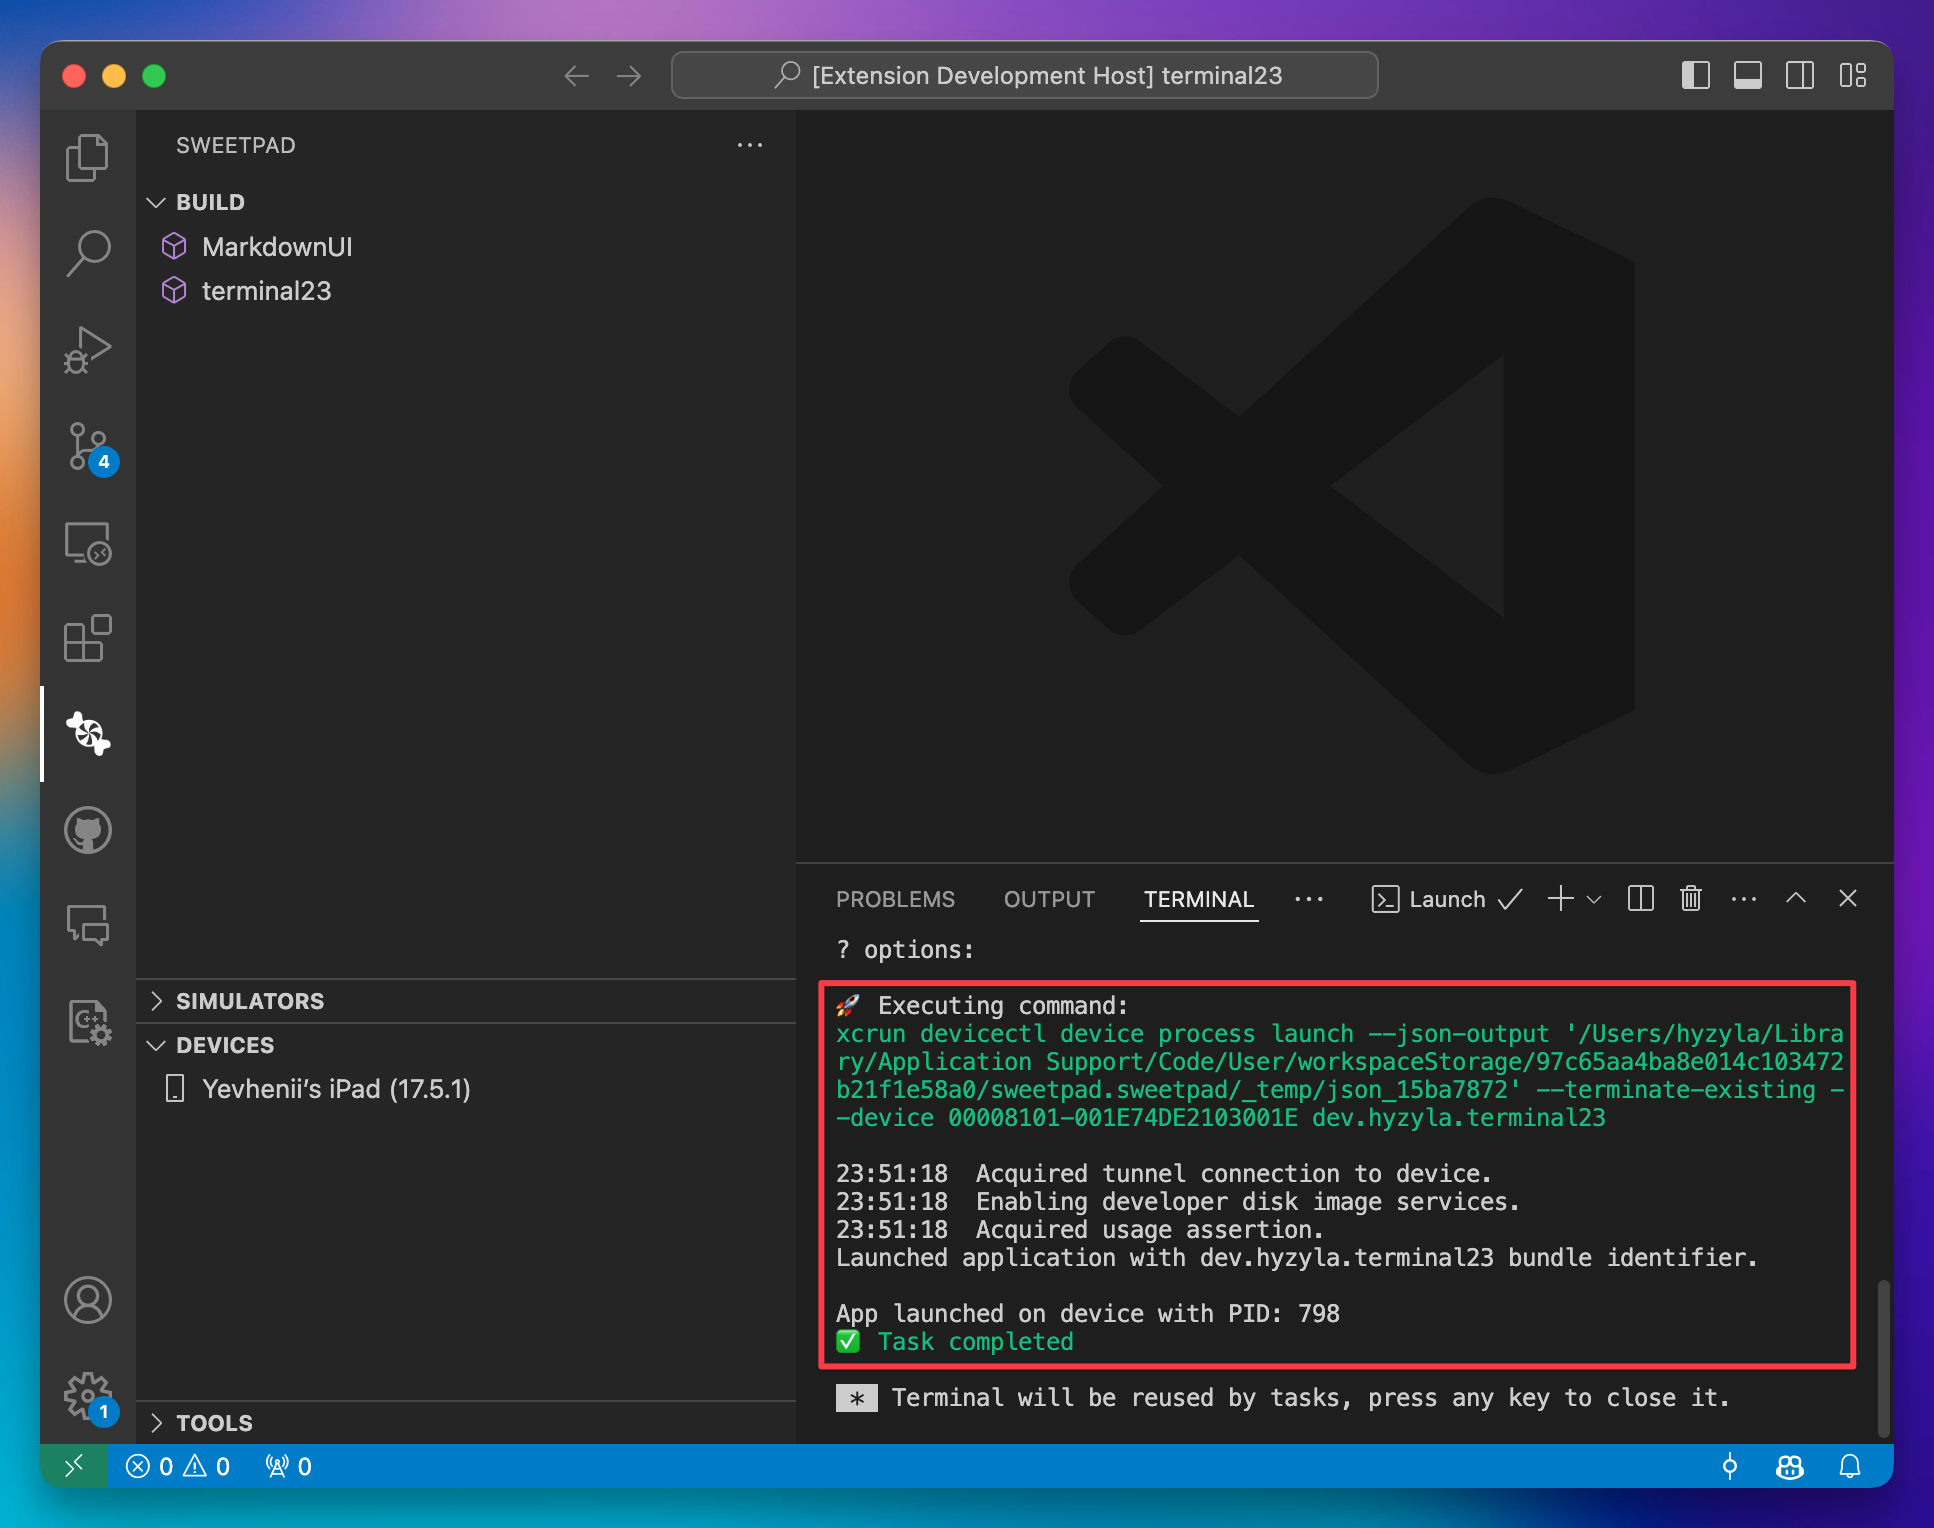 [Extension Development Host] terminal23
SWEETPAD
BUILD
MarkdownUI
terminal23
4
C++
SIMULATORS
DEVICES
Yevhenii’s iPad (17.5.1)
TOOLS
1
PROBLEMS OUTPUT TERMINAL Launch
? options:
🚀 Executing command:
xcrun devicectl device process launch --json-output '/Users/hyzyla/Libra
ry/Application Support/Code/User/workspaceStorage/97c65aa4ba8e014c103472
b21f1e58a0/sweetpad.sweetpad/_temp/json_15ba7872' --terminate-existing -
-device 00008101-001E74DE2103001E dev.hyzyla.terminal23
23:51:18  Acquired tunnel connection to device.
23:51:18  Enabling developer disk image services.
23:51:18  Acquired usage assertion.
Launched application with dev.hyzyla.terminal23 bundle identifier.
App launched on device with PID: 798
✅ Task completed
* Terminal will be reused by tasks, press any key to close it.
0 0 0